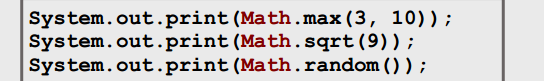 System.out.print(Math.max(3, 10));
System.out.print(Math.sqrt(9));
System.out.print(Math.random());